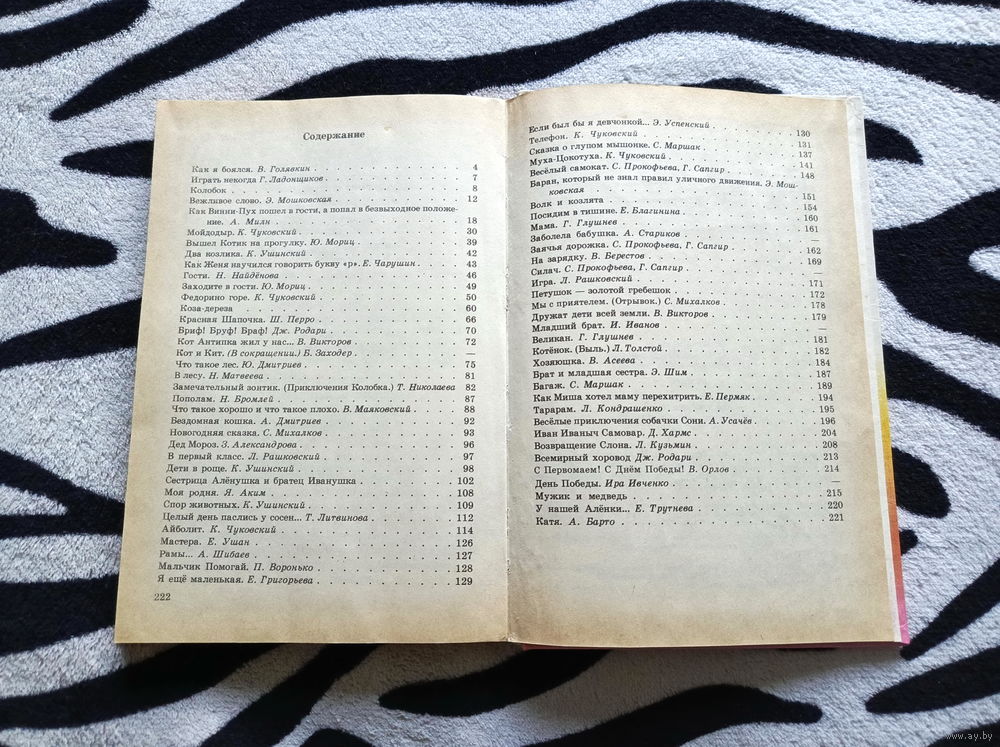 Содержание
Как я боялся. В. Голявкин . . . . . 4
Играть некогда Г. Ладонщиков . . . . . 7
Колобок . . . . . 8
Вежливое слово. Э. Мошковская . . . . . 12
Как Винни-Пух пошел в гости, а попал в безвыходное положе-
ние. А. Милн . . . . . 18
Мойдодыр. К. Чуковский . . . . . 30
Вышел Котик на прогулку. Ю. Мориц . . . . . 39
Два козлика. К. Ушинский . . . . . 42
Как Женя научился говорить букву «р». Е. Чарушин . . . . . 43
Гости. Н. Найдёнова . . . . . 46
Заходите в гости. Ю. Мориц . . . . . 49
Федорино горе. К. Чуковский . . . . . 50
Коза-дереза . . . . . 60
Красная Шапочка. Ш. Перро . . . . . 66
Бриф! Бруф! Браф! Дж. Родари . . . . . 70
Кот Антипка жил у нас... В. Викторов . . . . . 72
Кот и Кит. (В сокращении.) Б. Заходер . . . . . —
Что такое лес. Ю. Дмитриев . . . . . 75
В лесу. Н. Матвеева . . . . . 81
Замечательный зонтик. (Приключения Колобка.) Т. Николаева 82
Пополам. Н. Бромлей . . . . . 87
Что такое хорошо и что такое плохо. В. Маяковский . . . . . 88
Бездомная кошка. А. Дмитриев . . . . . 92
Новогодняя сказка. С. Михалков . . . . . 93
Дед Мороз. З. Александрова . . . . . 96
В первый класс. Л. Рашковский . . . . . 97
Дети в роще. К. Ушинский . . . . . 98
Сестрица Алёнушка и братец Иванушка . . . . . 102
Моя родня. Я. Аким . . . . . 108
Спор животных. К. Ушинский . . . . . 109
Целый день паслись у сосен... Т. Литвинова . . . . . 112
Айболит. К. Чуковский . . . . . 114
Мастера. Е. Ушан . . . . . 126
Рамы... А. Шибаев . . . . . 127
Мальчик Помогай. П. Воронько . . . . . 128
Я ещё маленькая. Е. Григорьева . . . . . 129
222
Если был бы я девчонкой... Э. Успенский . . . . . 130
Телефон. К. Чуковский . . . . . 131
Сказка о глупом мышонке. С. Маршак . . . . . 137
Муха-Цокотуха. К. Чуковский . . . . . 141
Весёлый самокат. С. Прокофьева, Г. Сапгир . . . . . 148
Баран, который не знал правил уличного движения. Э. Мош-
ковская . . . . . 151
Волк и козлята . . . . . 154
Посидим в тишине. Е. Благинина . . . . . 160
Мама. Г. Глушнев . . . . . 161
Заболела бабушка. А. Стариков . . . . . —
Заячья дорожка. С. Прокофьева, Г. Сапгир . . . . . 162
На зарядку. В. Берестов . . . . . 169
Силач. С. Прокофьева, Г. Сапгир . . . . .
Игра. Л. Рашковский . . . . . 171
Петушок — золотой гребешок . . . . . 172
Мы с приятелем. (Отрывок.) С. Михалков . . . . . 178
Дружат дети всей земли. В. Викторов . . . . . 179
Младший брат. И. Иванов . . . . . —
Великан. Г. Глушнев . . . . . 181
Котёнок. (Быль.) Л. Толстой . . . . . 182
Хозяюшка. В. Асеева . . . . . 184
Брат и младшая сестра. Э. Шим . . . . . 187
Багаж. С. Маршак . . . . . 189
Как Миша хотел маму перехитрить. Е. Пермяк . . . . . 194
Тарарам. Л. Кондрашенко . . . . . 195
Весёлые приключения собачки Сони. А. Усачёв . . . . . 196
Иван Иваныч Самовар. Д. Хармс . . . . . 204
Возвращение Слона. Л. Кузьмин . . . . . 208
Всемирный хоровод. Дж. Родари . . . . . 213
С Первомаем! С Днём Победы! В. Орлов . . . . . 214
День Победы. Ира Ивченко . . . . . —
Мужик и медведь . . . . . 215
У нашей Алёнки... Е. Трутнева . . . . . 220
Катя. А. Барто . . . . . 221
www.ay.by